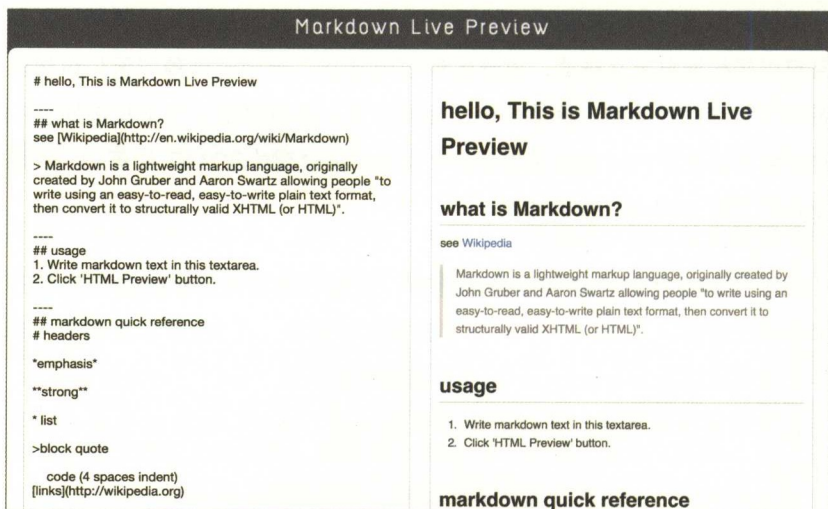 Markdown Live Preview
# hello, This is Markdown Live Preview
----
## what is Markdown?
see [Wikipedia](http://en.wikipedia.org/wiki/Markdown)
> Markdown is a lightweight markup language, originally
created by John Gruber and Aaron Swartz allowing people "to
write using an easy-to-read, easy-to-write plain text format,
then convert it to structurally valid XHTML (or HTML)".
----
## usage
1. Write markdown text in this textarea.
2. Click 'HTML Preview' button.
----
## markdown quick reference
# headers
*emphasis*
**strong**
* list
>block quote
    code (4 spaces indent)
[links](http://wikipedia.org)
hello, This is Markdown Live
Preview
what is Markdown?
see Wikipedia
Markdown is a lightweight markup language, originally created by
John Gruber and Aaron Swartz allowing people "to write using an
easy-to-read, easy-to-write plain text format, then convert it to
structurally valid XHTML (or HTML)".
usage
1. Write markdown text in this textarea.
2. Click 'HTML Preview' button.
markdown quick reference